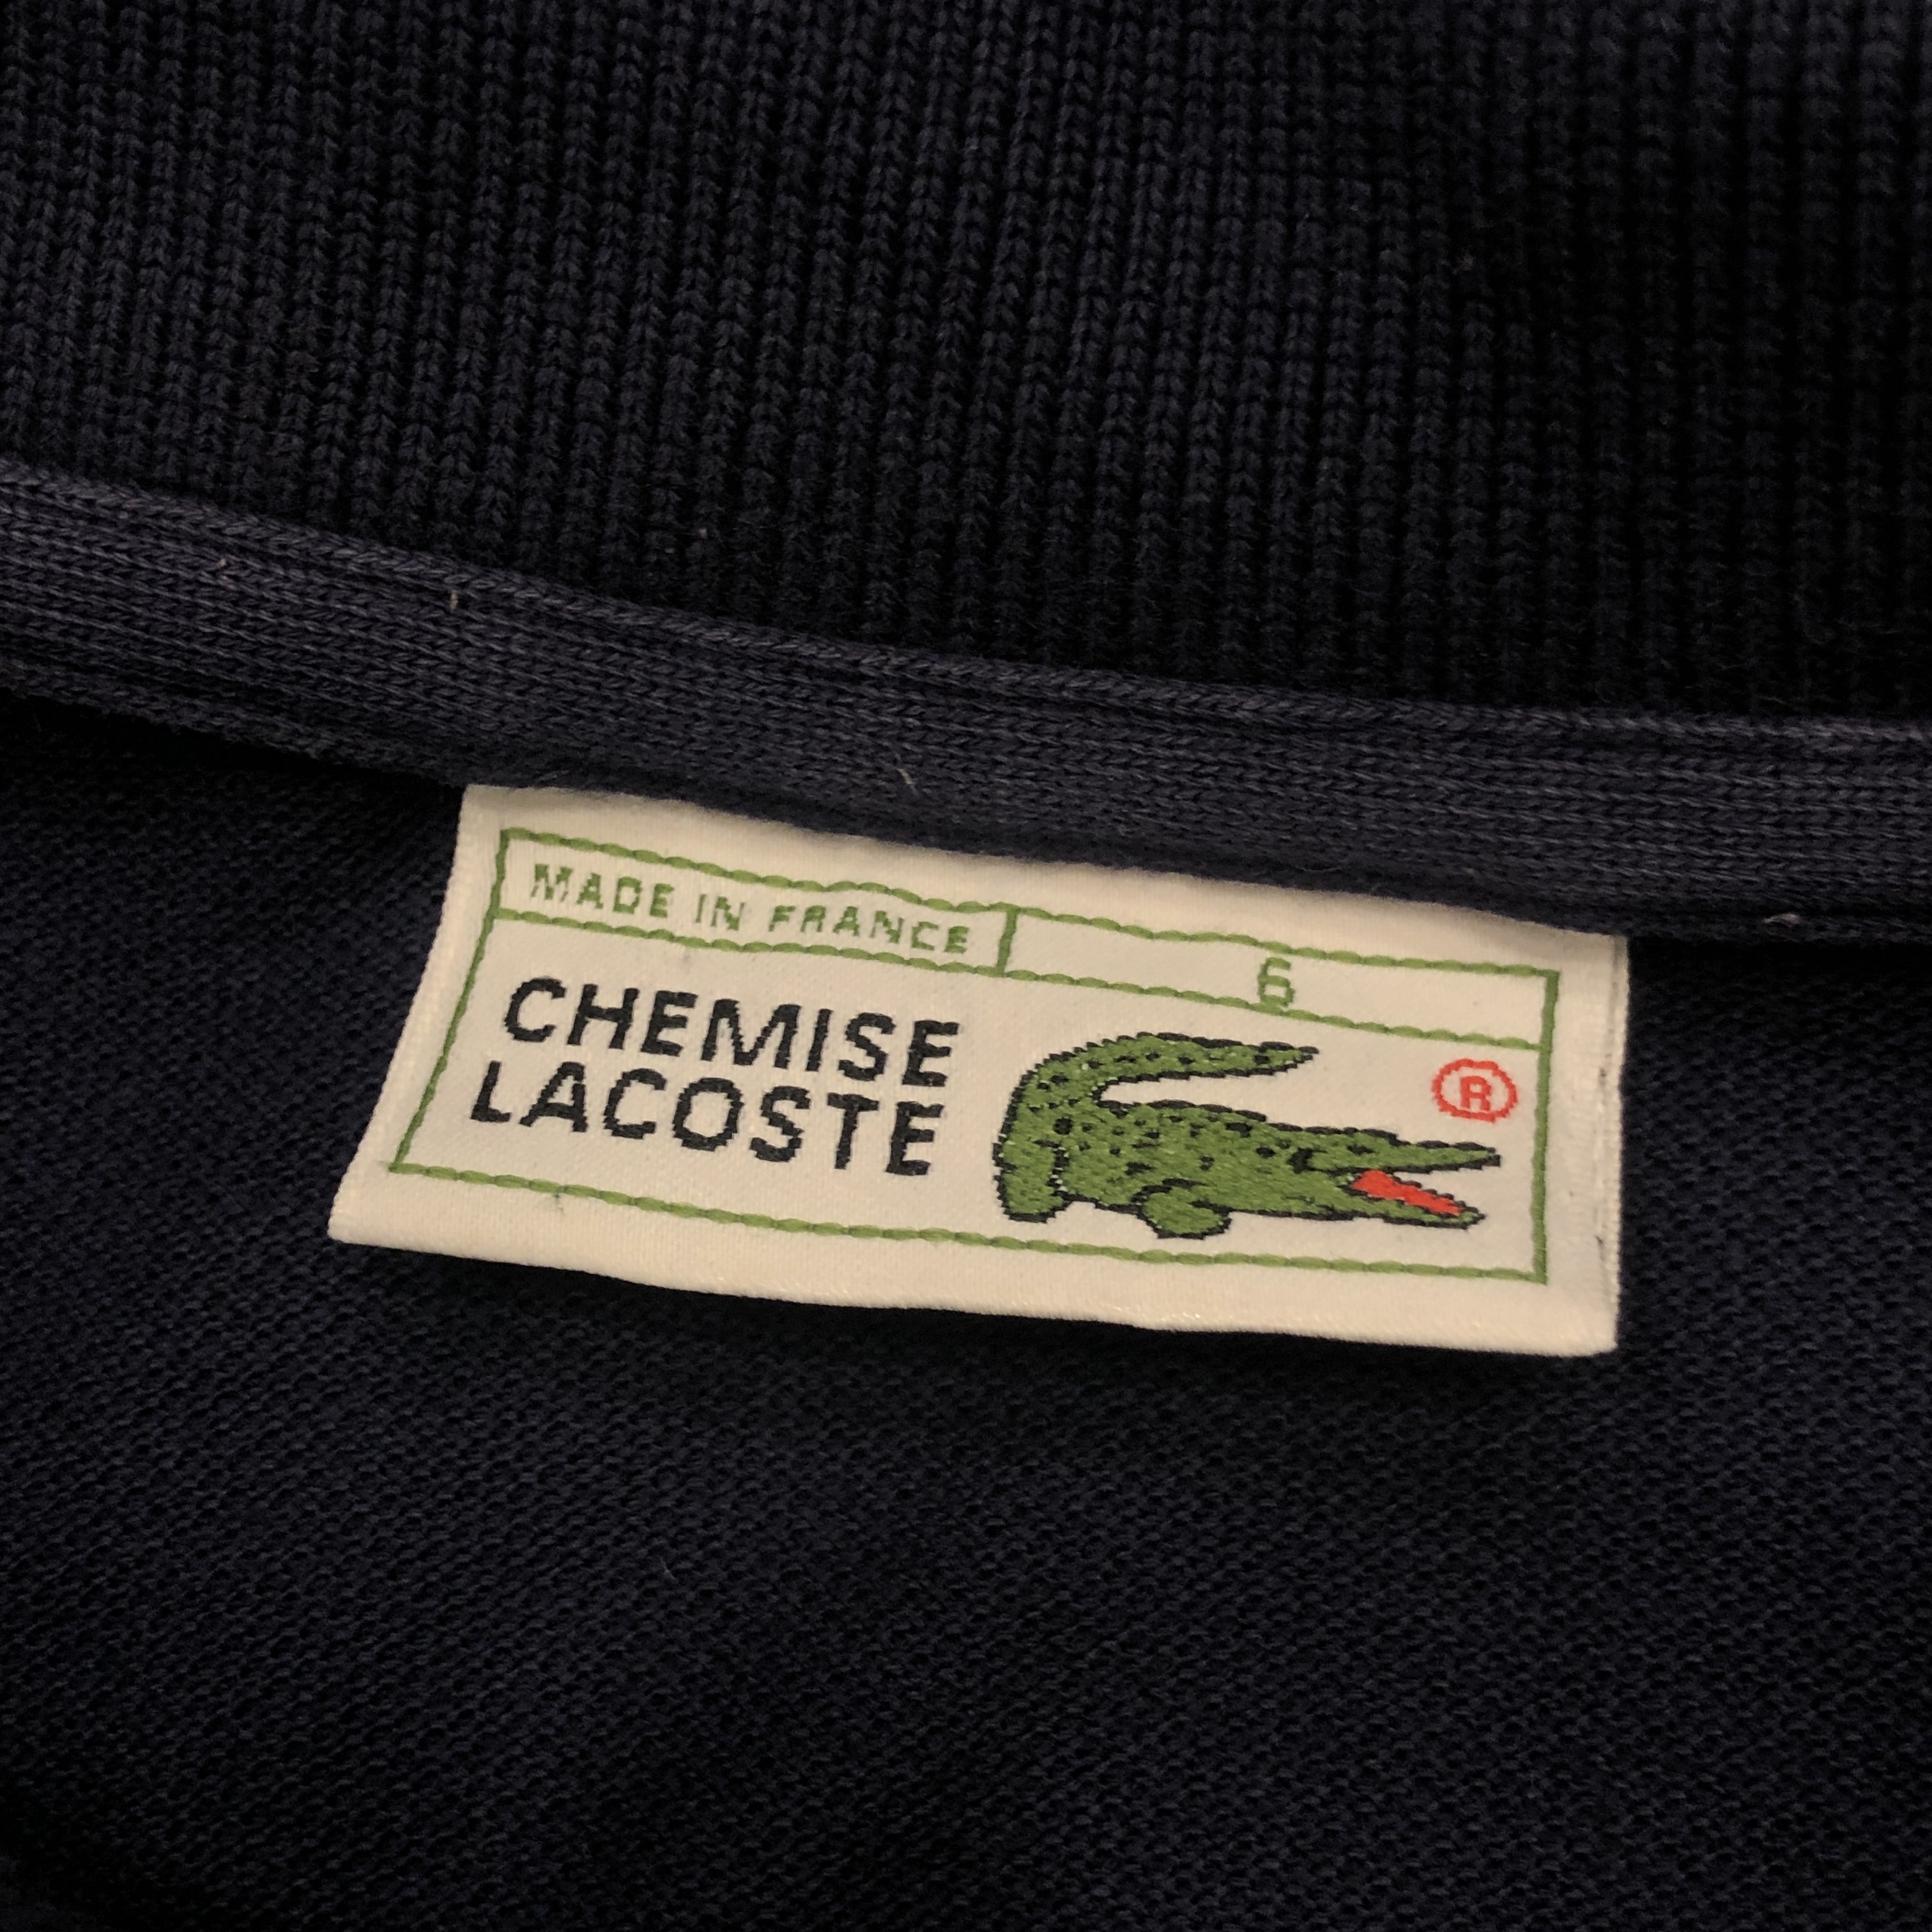 MADE IN FRANCE 6
CHEMISE
LACOSTE
®